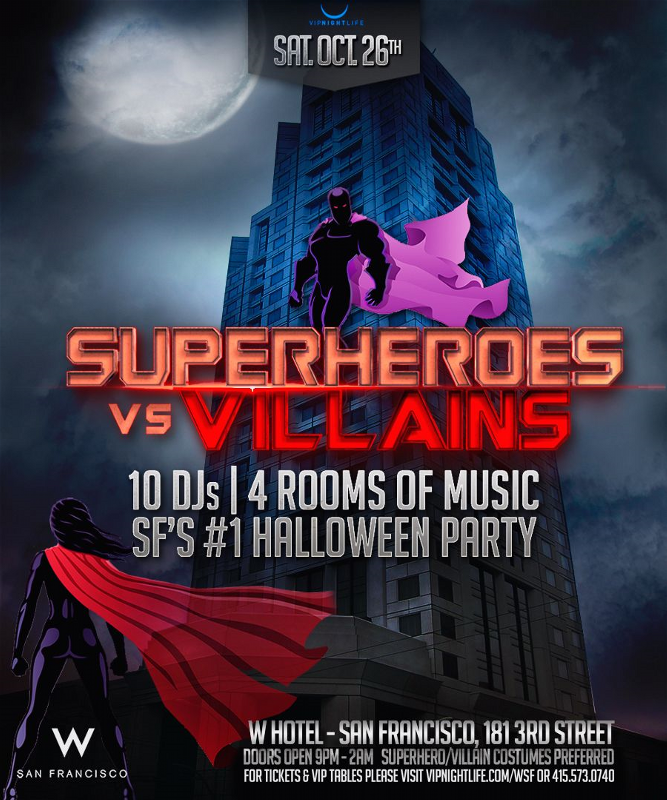 VIPNIGHTLIFE
SAT. OCT. 26TH
SUPERHEROES
VS VILLAINS
10 DJs | 4 ROOMS OF MUSIC
SF'S #1 HALLOWEEN PARTY
W HOTEL - SAN FRANCISCO, 181 3RD STREET
DOORS OPEN 9PM - 2AM SUPERHERO/VILLAIN COSTUMES PREFERRED
FOR TICKETS & VIP TABLES PLEASE VISIT VIPNIGHTLIFE.COM/WSF OR 415.573.0740
W
SAN FRANCISCO